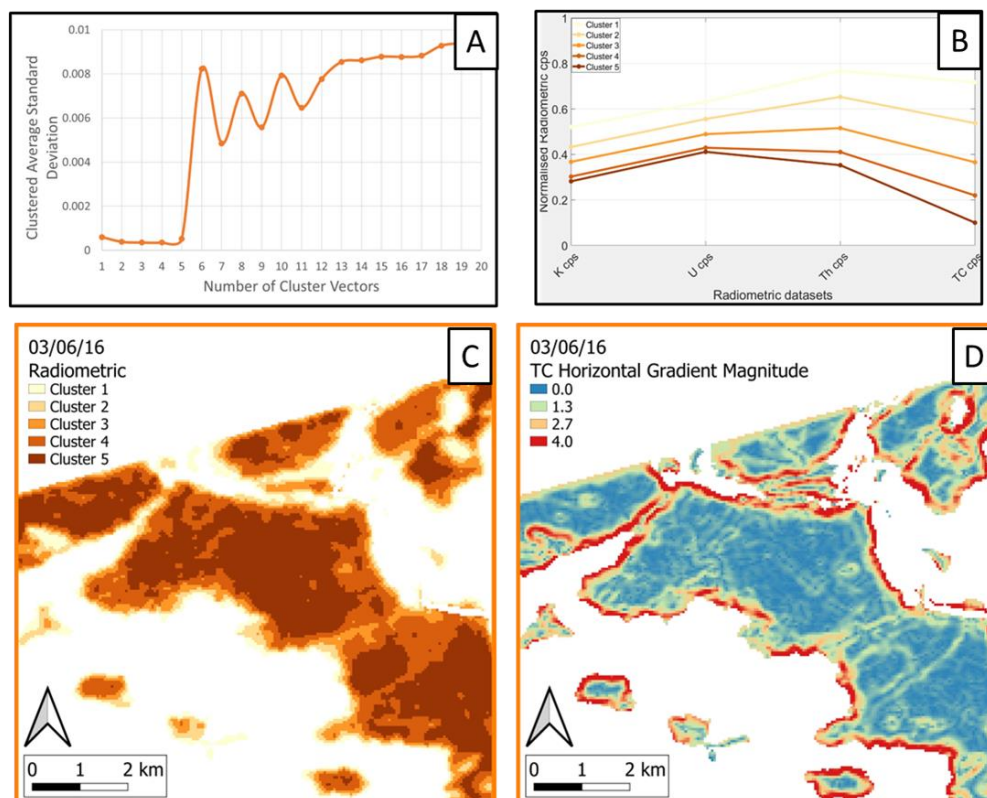 A
0.01
0.008
0.006
0.004
0.002
0
Clustered Average Standard
Deviation
1 2 3 4 5 6 7 8 9 10 11 12 13 14 15 16 17 18 19 20
Number of Cluster Vectors
B
1
0.8
0.6
0.4
0.2
0
Normalised Radiometric cps
Cluster 1
Cluster 2
Cluster 3
Cluster 4
Cluster 5
K cps
U cps
Th cps
TC cps
Radiometric datasets
C
03/06/16
Radiometric
Cluster 1
Cluster 2
Cluster 3
Cluster 4
Cluster 5
0 1 2 km
D
03/06/16
TC Horizontal Gradient Magnitude
0.0
1.3
2.7
4.0
0 1 2 km